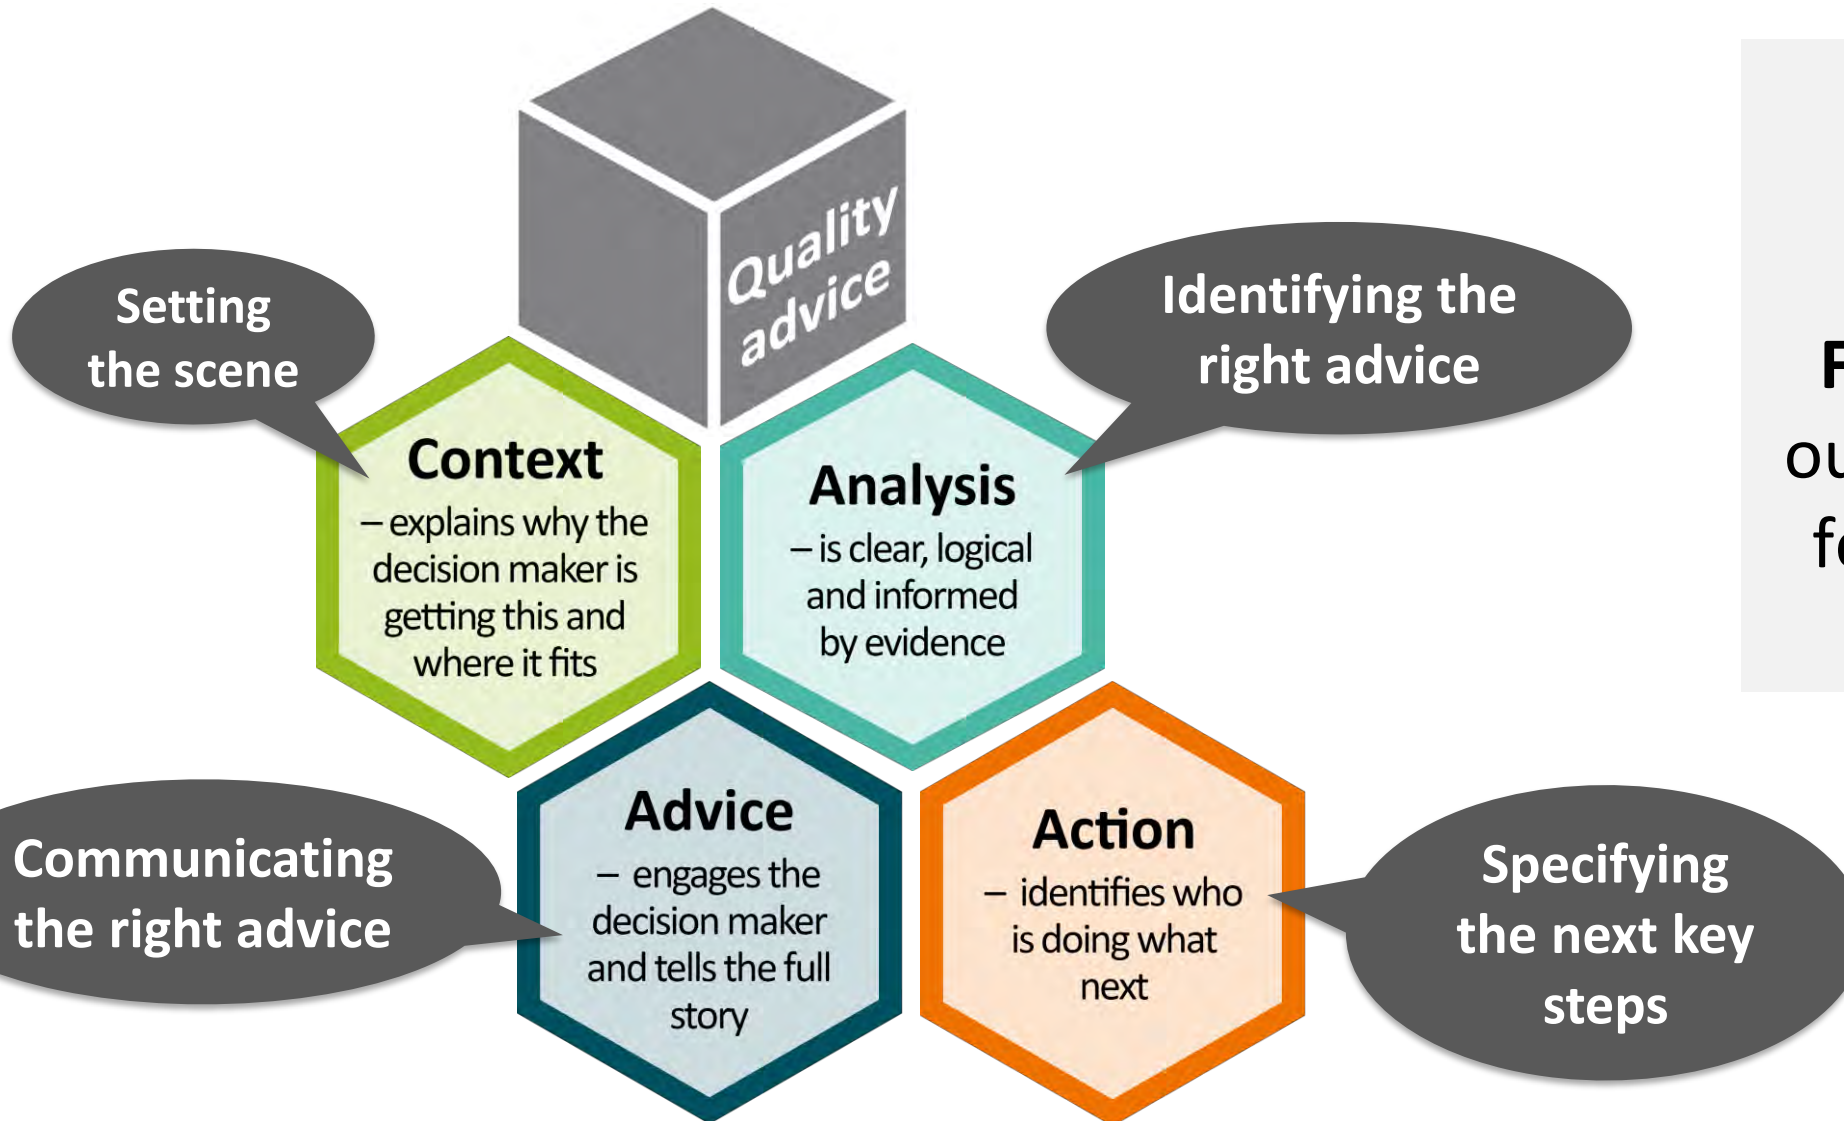 Quality
advice
Setting
the scene
Identifying the
right advice
Context
– explains why the
decision maker is
getting this and
where it fits
Analysis
– is clear, logical
and informed
by evidence
Communicating
the right advice
Advice
– engages the
decision maker
and tells the full
story
Action
– identifies who
is doing what
next
Specifying
the next key
steps